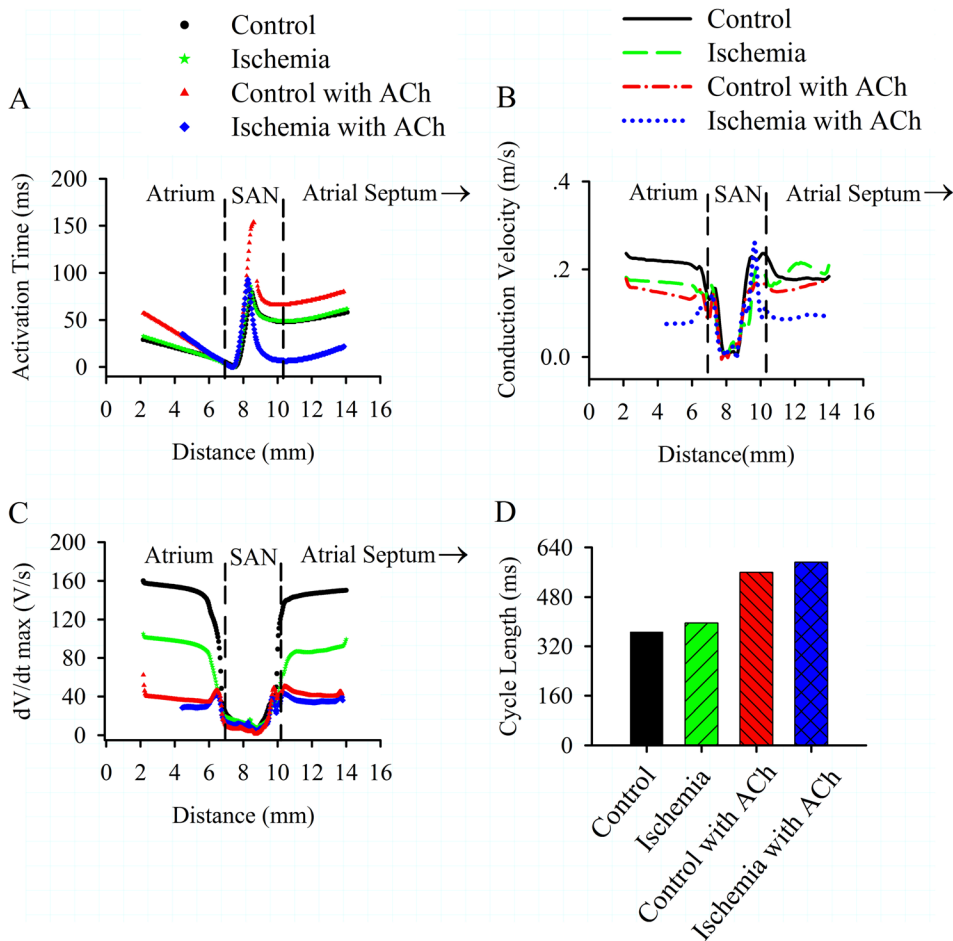 Control
Ischemia
Control with ACh
Ischemia with ACh
A
Activation Time (ms)
200
150
100
50
0
Atrium
SAN
Atrial Septum →
0 2 4 6 8 10 12 14 16
Distance (mm)
Control
Ischemia
Control with ACh
Ischemia with ACh
B
Conduction Velocity (m/s)
.4
.2
0.0
Atrium
SAN
Atrial Septum →
0 2 4 6 8 10 12 14 16
Distance(mm)
C
dV/dt max (V/s)
200
160
120
80
40
0
Atrium
SAN
Atrial Septum →
0 2 4 6 8 10 12 14 16
Distance (mm)
D
Cycle Length (ms)
640
480
320
160
0
Control
Ischemia
Control with ACh
Ischemia with ACh